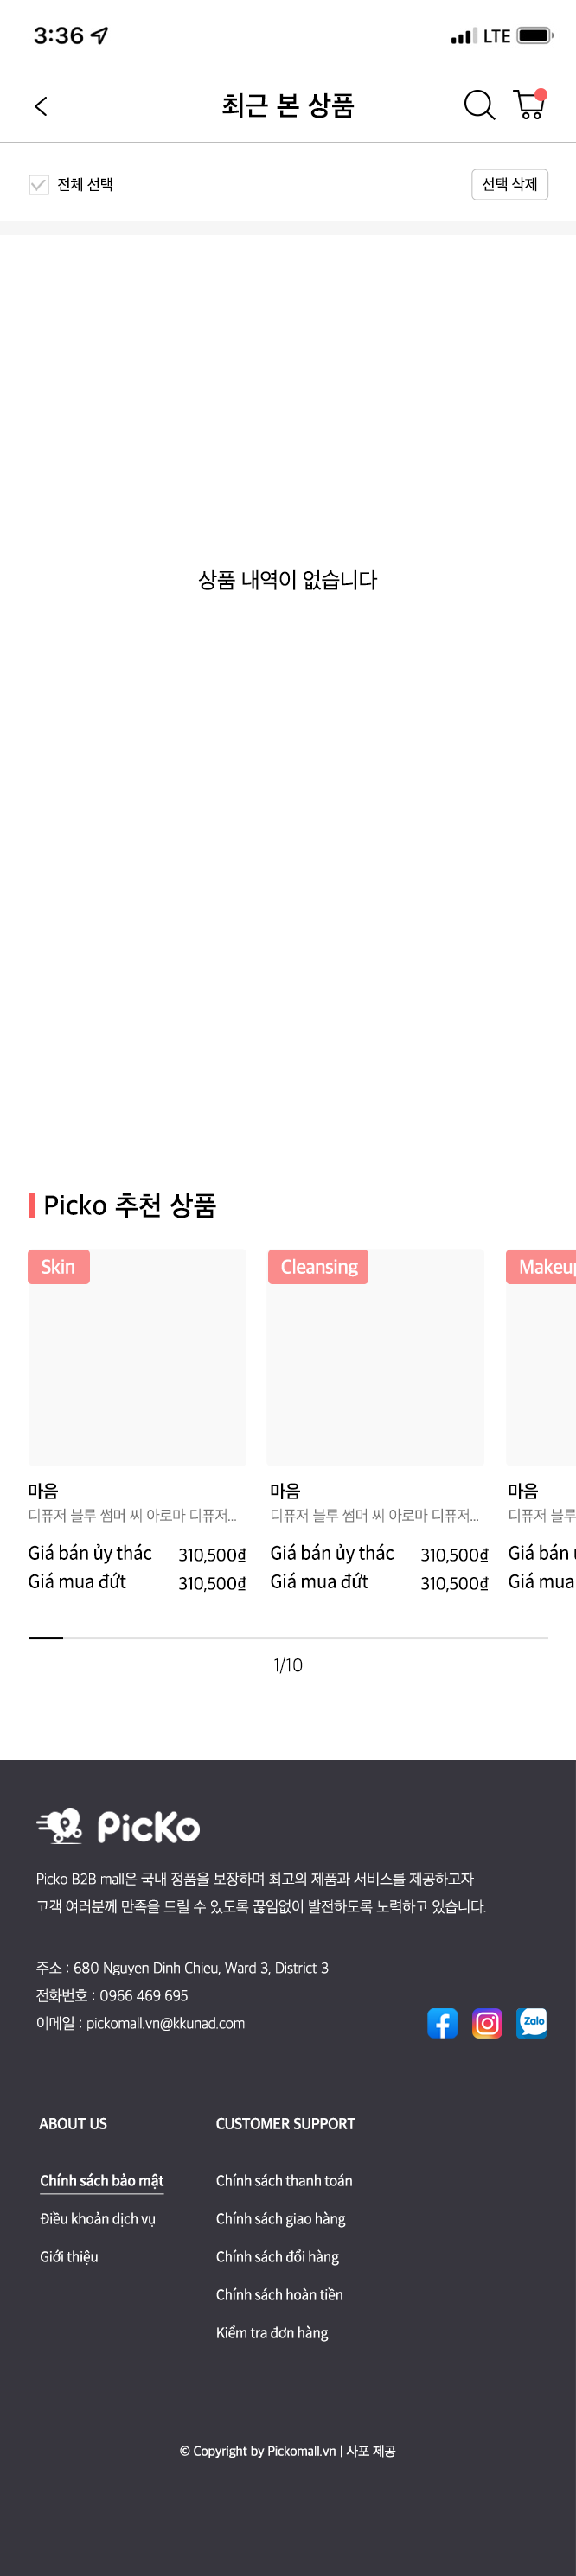 3:36 LTE
최근 본 상품
전체 선택 선택 삭제
상품 내역이 없습니다
Picko 추천 상품
Skin Cleansing Makeup
마음 마음 마음
디퓨저 블루 썸머 씨 아로마 디퓨저... 디퓨저 블루 썸머 씨 아로마 디퓨저... 디퓨저 블루
Giá bán ủy thác 310,500₫ Giá bán ủy thác 310,500₫ Giá bán
Giá mua đứt 310,500₫ Giá mua đứt 310,500₫ Giá mua
1/10
PicKo
Picko B2B mall은 국내 정품을 보장하며 최고의 제품과 서비스를 제공하고자
고객 여러분께 만족을 드릴 수 있도록 끊임없이 발전하도록 노력하고 있습니다.
주소 : 680 Nguyen Dinh Chieu, Ward 3, District 3
전화번호 : 0966 469 695
이메일 : pickomall.vn@kkunad.com
Zalo
ABOUT US CUSTOMER SUPPORT
Chính sách bảo mật Chính sách thanh toán
Điều khoản dịch vụ Chính sách giao hàng
Giới thiệu Chính sách đổi hàng
Chính sách hoàn tiền
Kiểm tra đơn hàng
© Copyright by Pickomall.vn | 사포 제공